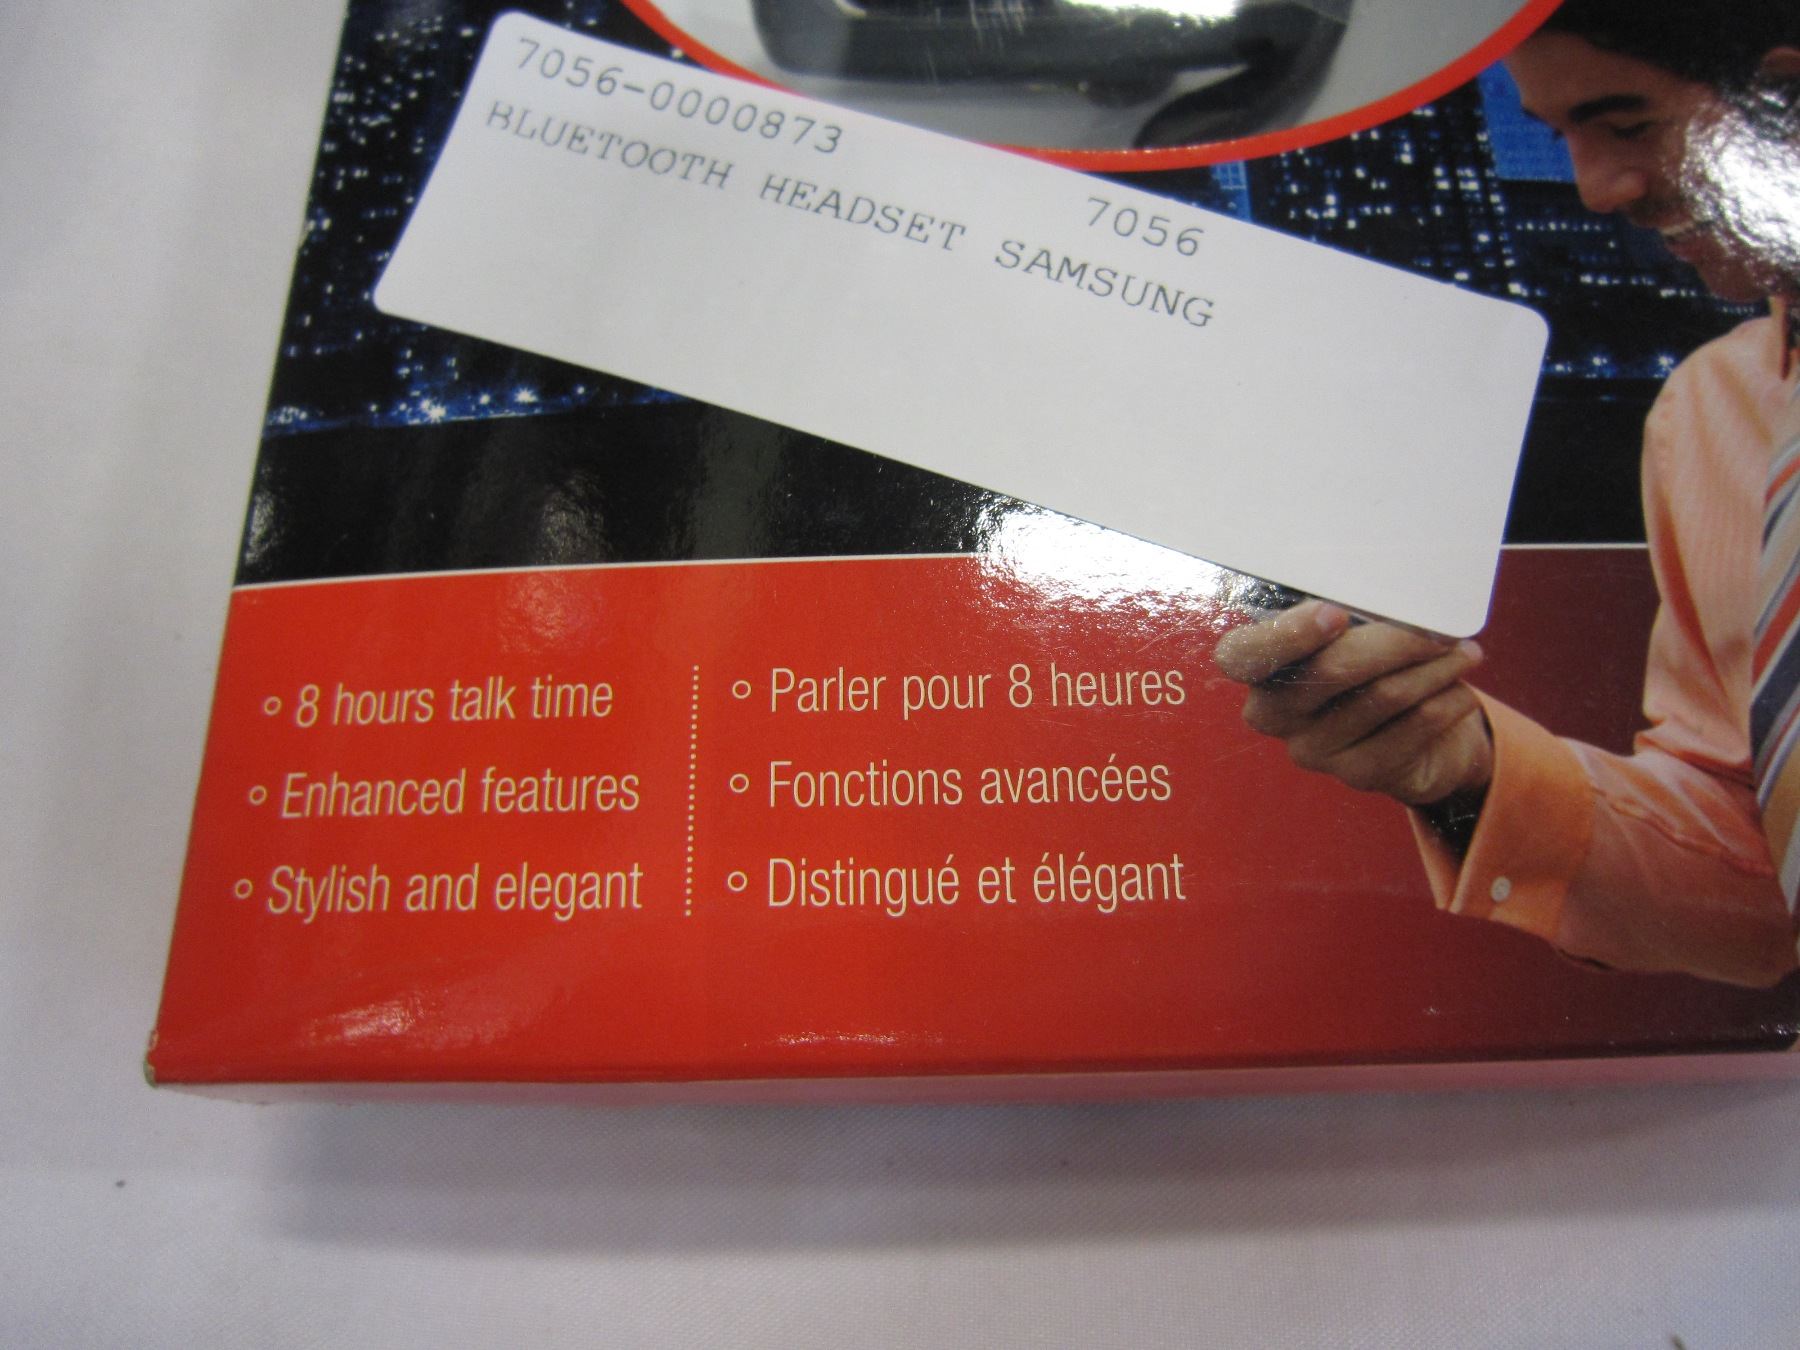 7056-0000873 7056
BLUETOOTH HEADSET SAMSUNG
8 hours talk time
Enhanced features
Stylish and elegant
Parler pour 8 heures
Fonctions avancées
Distingué et élégant